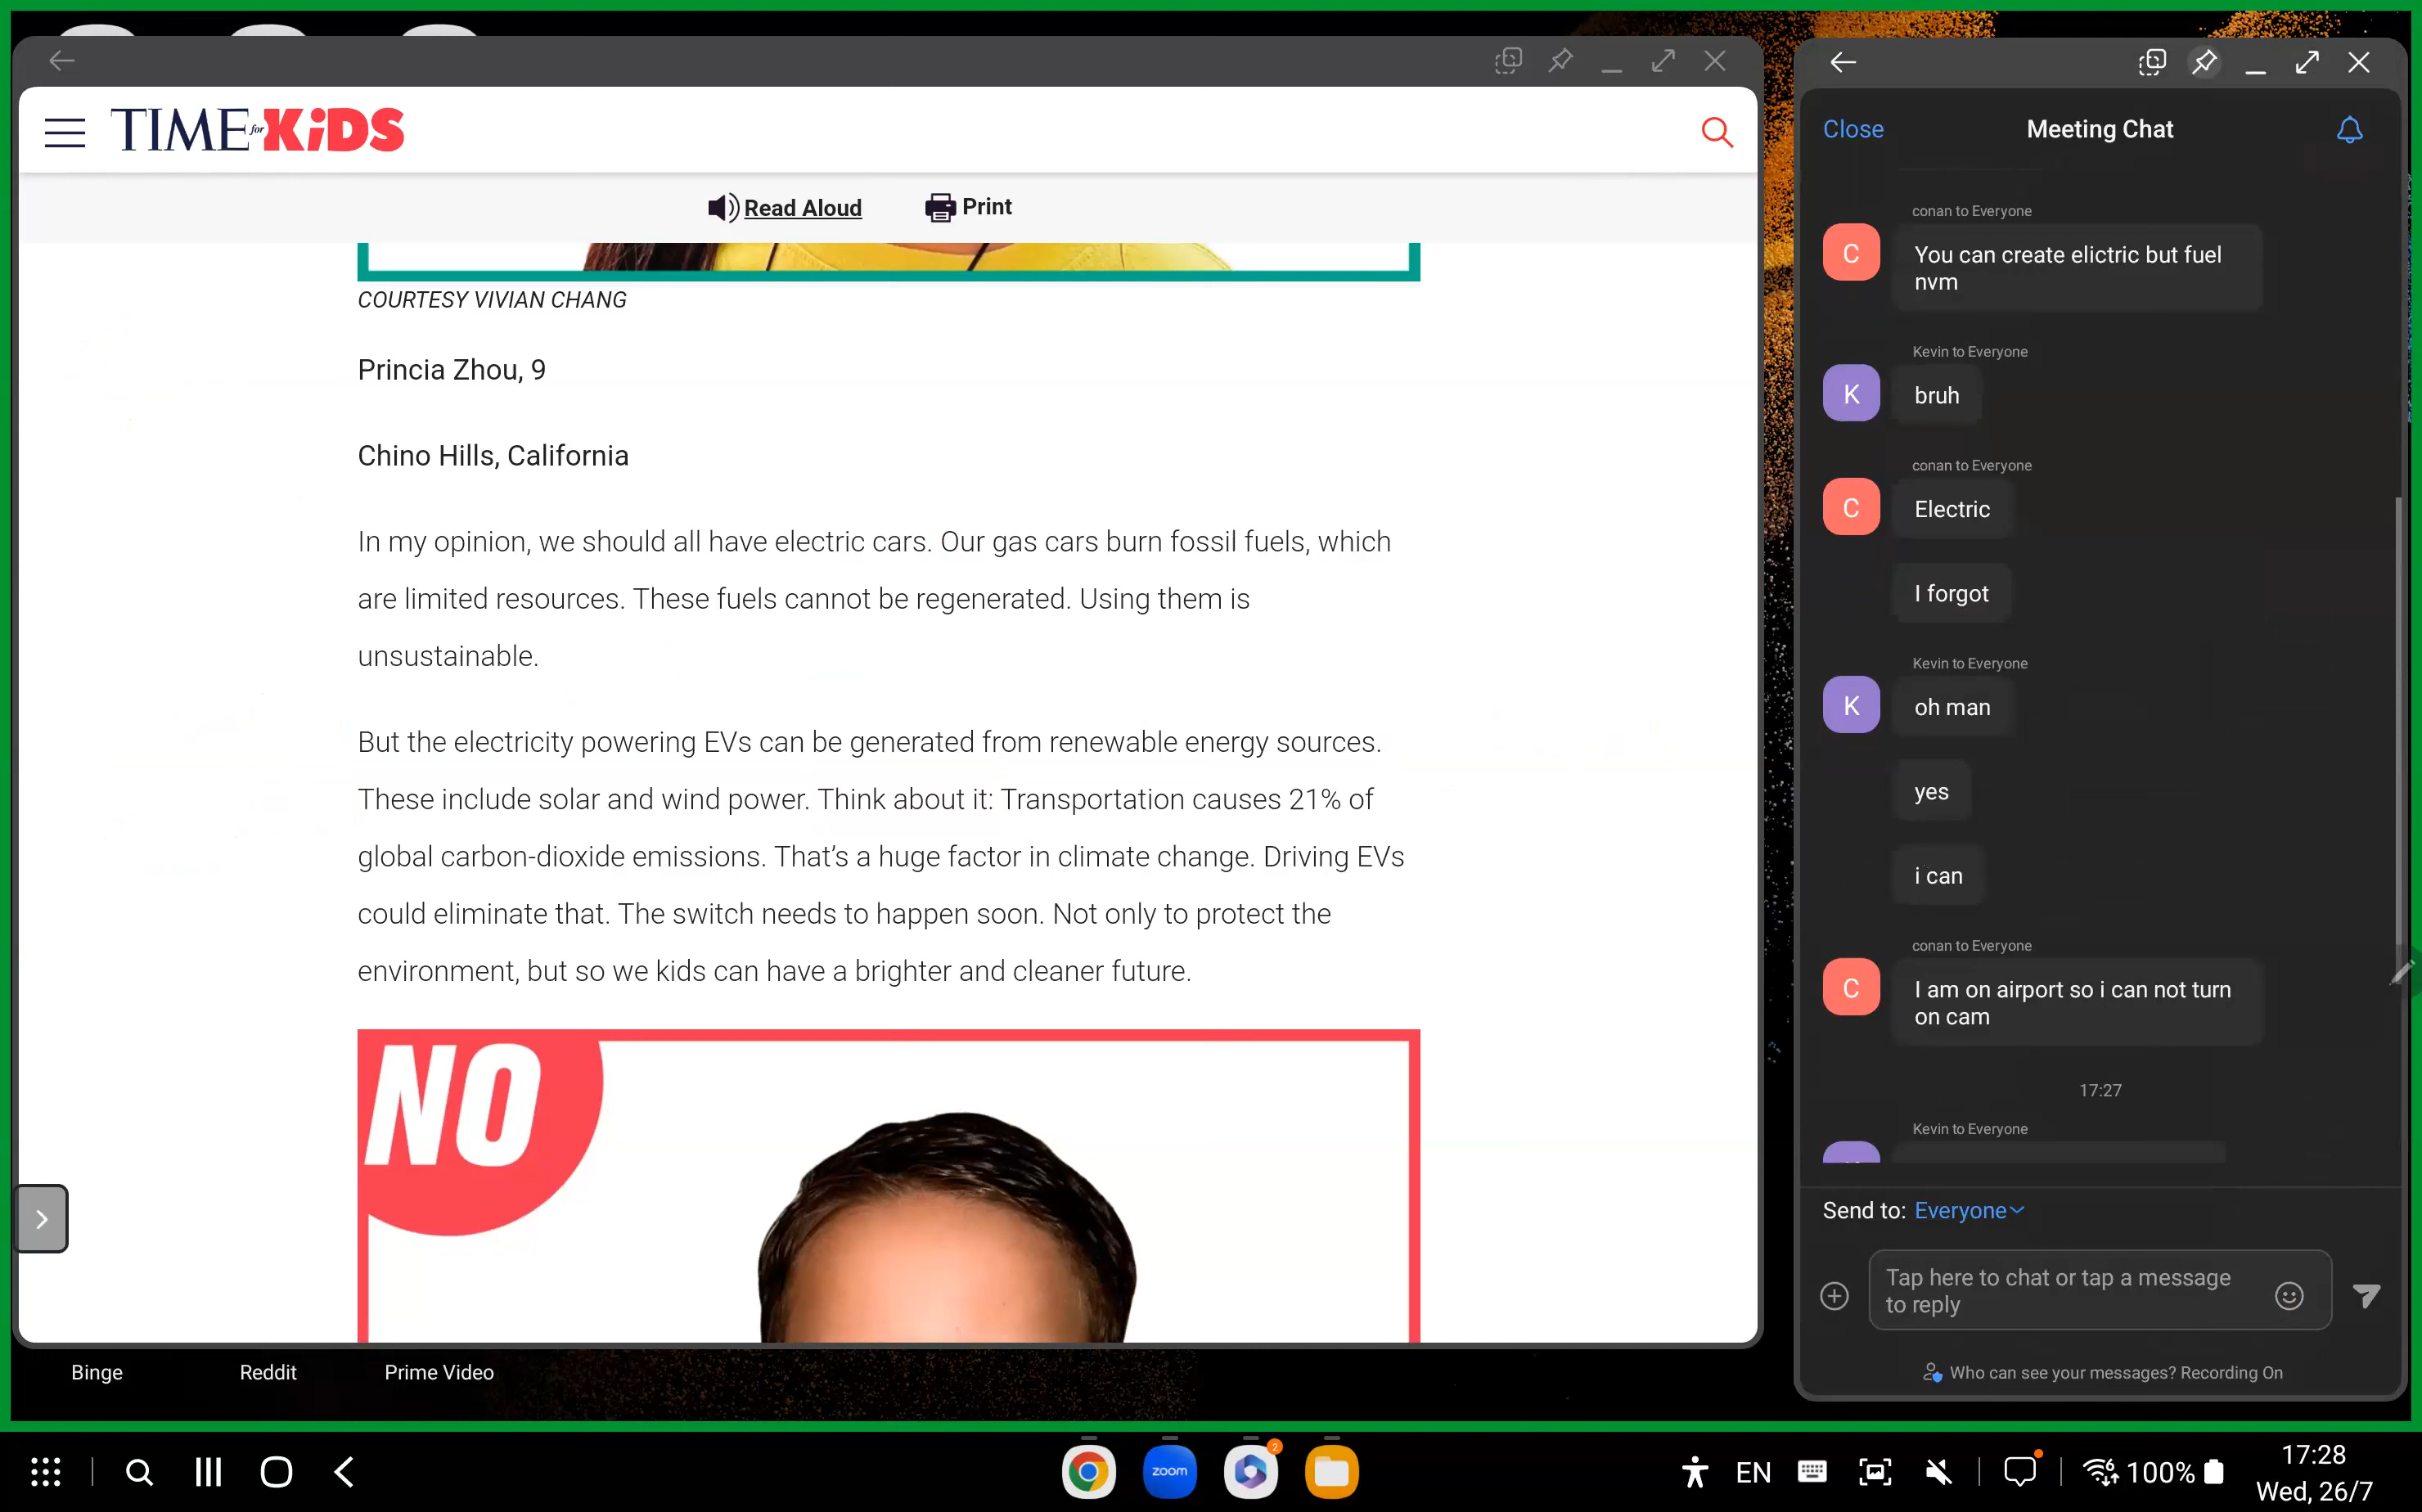 TIME for KiDS
Read Aloud
Print
COURTESY VIVIAN CHANG
Princia Zhou, 9
Chino Hills, California
In my opinion, we should all have electric cars. Our gas cars burn fossil fuels, which
are limited resources. These fuels cannot be regenerated. Using them is
unsustainable.
But the electricity powering EVs can be generated from renewable energy sources.
These include solar and wind power. Think about it: Transportation causes 21% of
global carbon-dioxide emissions. That’s a huge factor in climate change. Driving EVs
could eliminate that. The switch needs to happen soon. Not only to protect the
environment, but so we kids can have a brighter and cleaner future.
NO
Close
Meeting Chat
conan to Everyone
C
You can create elictric but fuel
nvm
Kevin to Everyone
K
bruh
conan to Everyone
C
Electric
I forgot
Kevin to Everyone
K
oh man
yes
i can
conan to Everyone
C
I am on airport so i can not turn
on cam
17:27
Kevin to Everyone
Send to: Everyone
Tap here to chat or tap a message
to reply
Who can see your messages? Recording On
Binge
Reddit
Prime Video
zoom
2
EN
6
100%
17:28
Wed, 26/7